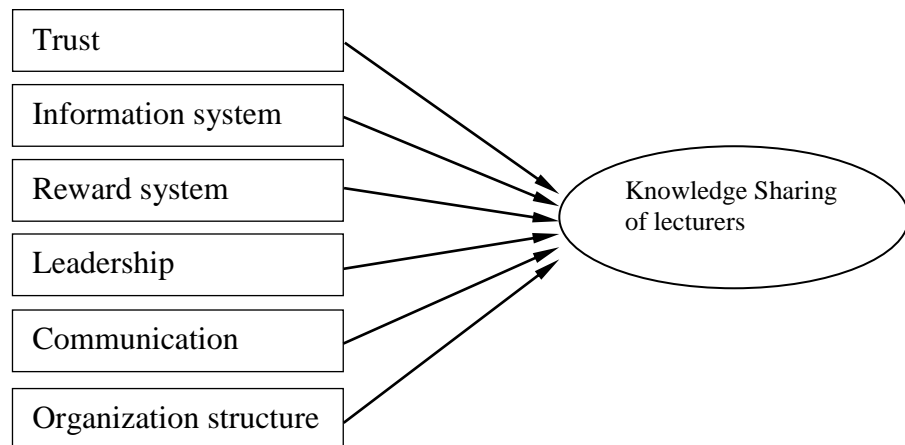 Trust
Information system
Reward system
Leadership
Communication
Organization structure
Knowledge Sharing
of lecturers